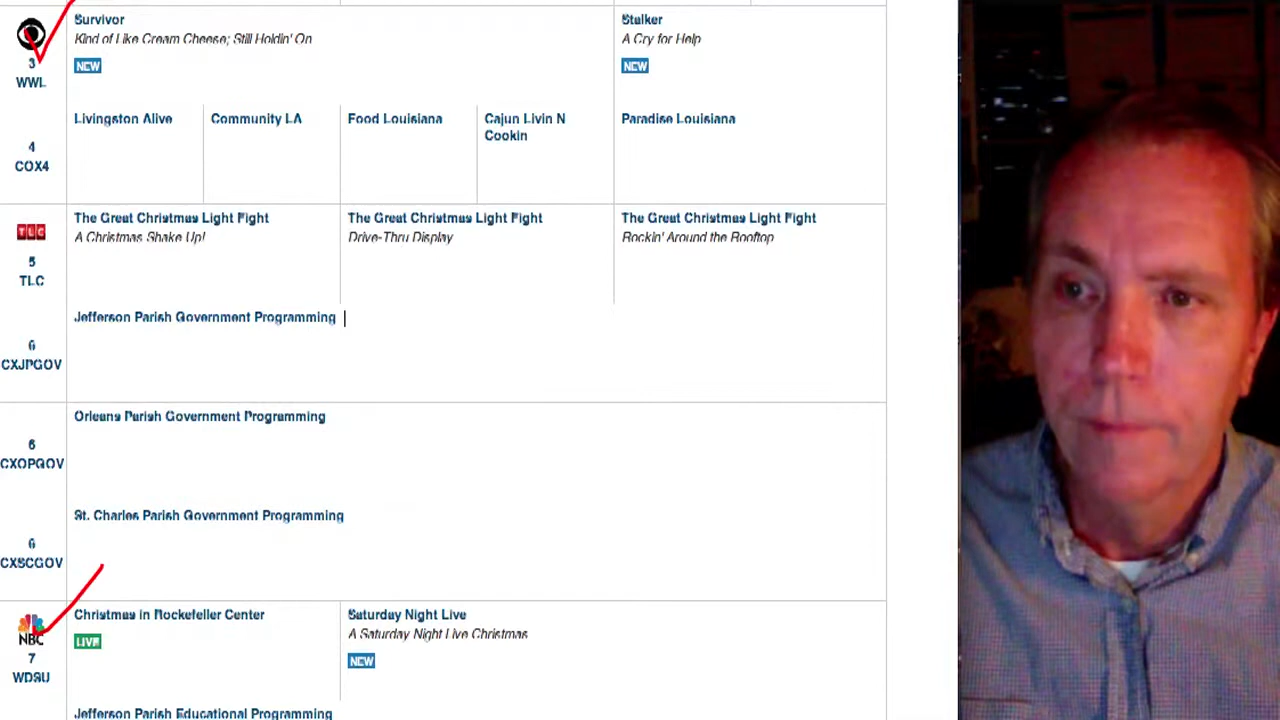 Survivor
Kind of Like Cream Cheese; Still Holdin' On
NEW
Stalker
A Cry for Help
NEW
3
WWL
Livingston Alive
Community LA
Food Louisiana
Cajun Livin N
Cookin
Paradise Louisiana
4
COX4
The Great Christmas Light Fight
A Christmas Shake Up!
The Great Christmas Light Fight
Drive-Thru Display
The Great Christmas Light Fight
Rockin' Around the Rooftop
TLC
5
TLC
Jefferson Parish Government Programming
6
CXJPGOV
Orleans Parish Government Programming
6
CXOPGOV
St. Charles Parish Government Programming
6
CXSCGOV
Christmas in Rockefeller Center
LIVE
Saturday Night Live
A Saturday Night Live Christmas
NEW
NBC
7
WDSU
Jefferson Parish Educational Programming